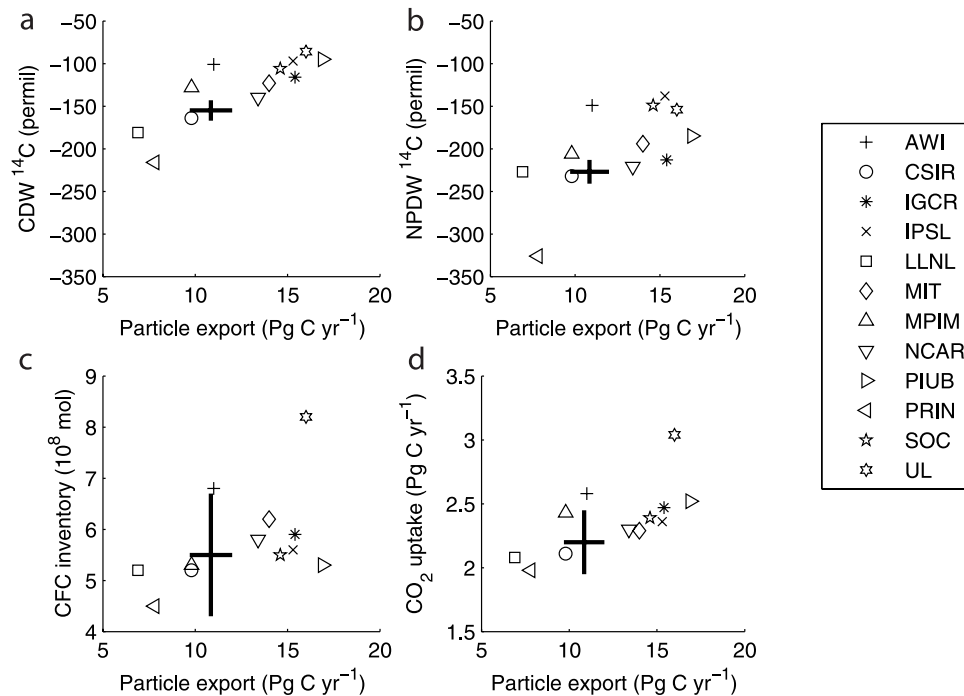 a
−50
−100
−150
−200
−250
−300
−350
CDW ¹⁴C (permil)
5
10
15
20
Particle export (Pg C yr⁻¹)
b
−50
−100
−150
−200
−250
−300
−350
NPDW ¹⁴C (permil)
5
10
15
20
Particle export (Pg C yr⁻¹)
c
9
8
7
6
5
4
CFC inventory (10⁸ mol)
5
10
15
20
Particle export (Pg C yr⁻¹)
d
3.5
3
2.5
2
1.5
CO₂ uptake (Pg C yr⁻¹)
5
10
15
20
Particle export (Pg C yr⁻¹)
AWI
CSIR
IGCR
IPSL
LLNL
MIT
MPIM
NCAR
PIUB
PRIN
SOC
UL